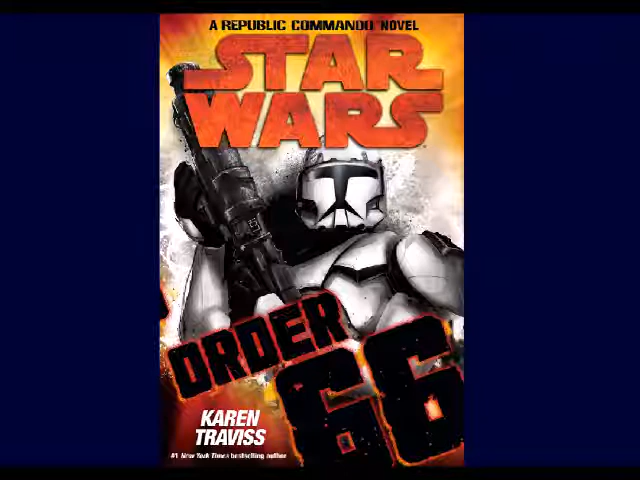 A REPUBLIC COMMANDO NOVEL
STAR
WARS
ORDER
66
KAREN
TRAVISS
#1 New York Times bestselling author